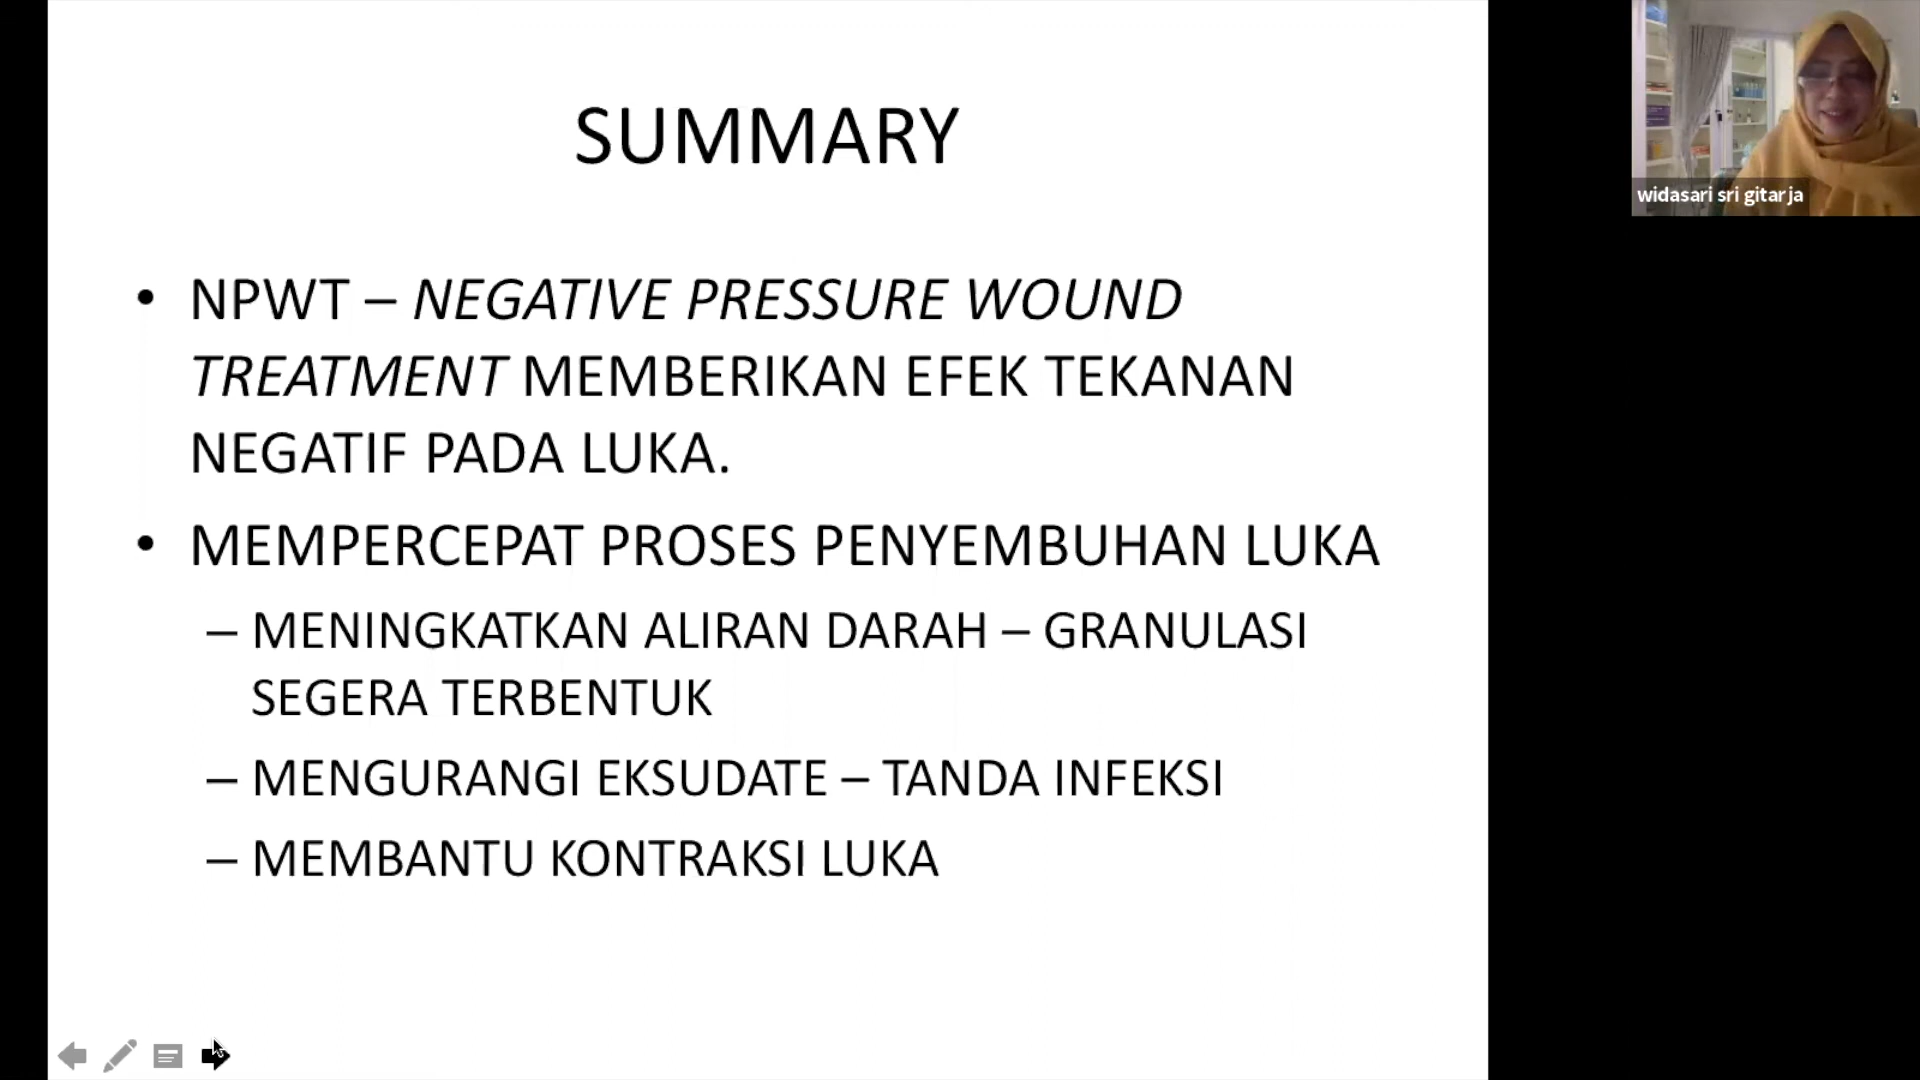 SUMMARY
• NPWT – NEGATIVE PRESSURE WOUND
TREATMENT MEMBERIKAN EFEK TEKANAN
NEGATIF PADA LUKA.
• MEMPERCEPAT PROSES PENYEMBUHAN LUKA
– MENINGKATKAN ALIRAN DARAH – GRANULASI
SEGERA TERBENTUK
– MENGURANGI EKSUDATE – TANDA INFEKSI
– MEMBANTU KONTRAKSI LUKA
widasari sri gitarja